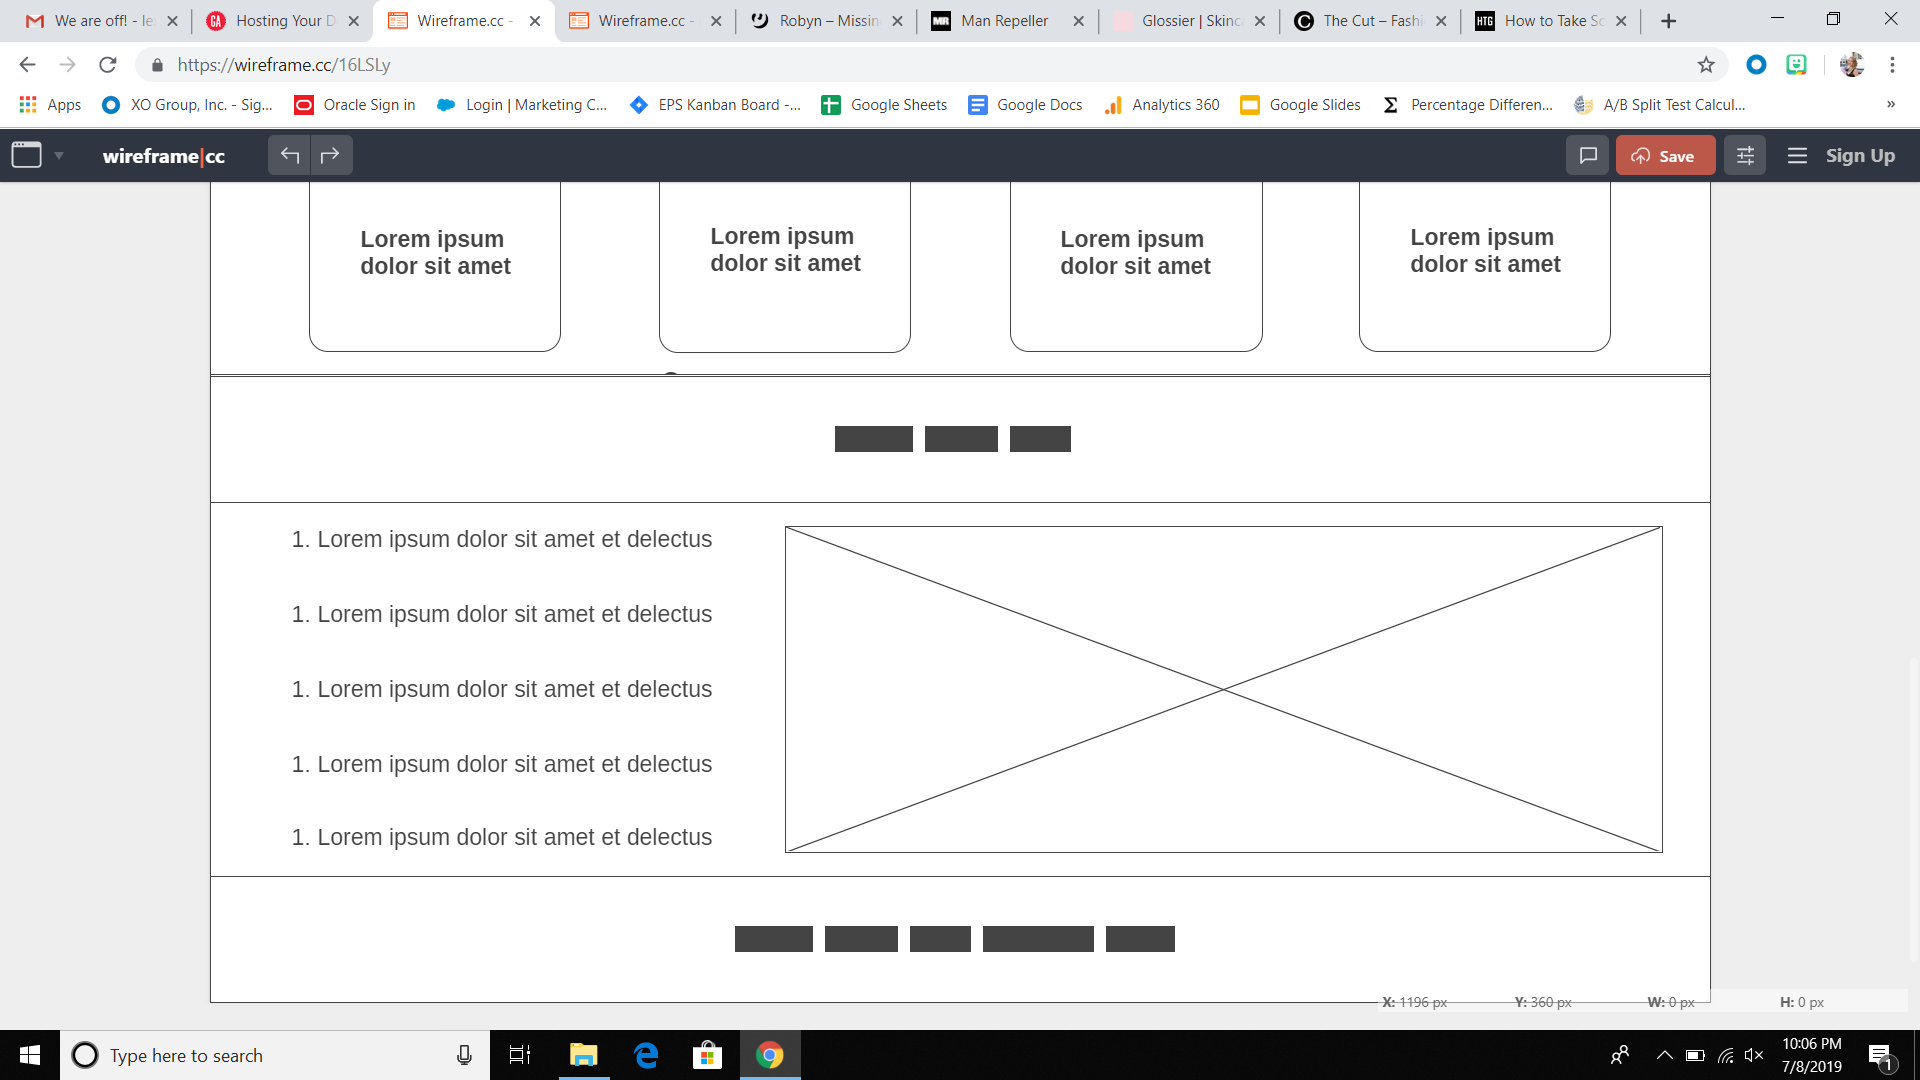 We are off! - le
Hosting Your D
Wireframe.cc -
Wireframe.cc -
Robyn – Missin
MR Man Repeller
Glossier | Skinc
The Cut – Fashi
HTG How to Take Sc
https://wireframe.cc/16LSLy
Apps
XO Group, Inc. - Sig...
Oracle Sign in
Login | Marketing C...
EPS Kanban Board -...
Google Sheets
Google Docs
Analytics 360
Google Slides
Percentage Differen...
A/B Split Test Calcul...
»
wireframe|cc
Save
Sign Up
Lorem ipsum
dolor sit amet
Lorem ipsum
dolor sit amet
Lorem ipsum
dolor sit amet
Lorem ipsum
dolor sit amet
1. Lorem ipsum dolor sit amet et delectus
1. Lorem ipsum dolor sit amet et delectus
1. Lorem ipsum dolor sit amet et delectus
1. Lorem ipsum dolor sit amet et delectus
1. Lorem ipsum dolor sit amet et delectus
X: 1196 px Y: 360 px W: 0 px H: 0 px
Type here to search
10:06 PM
7/8/2019
1